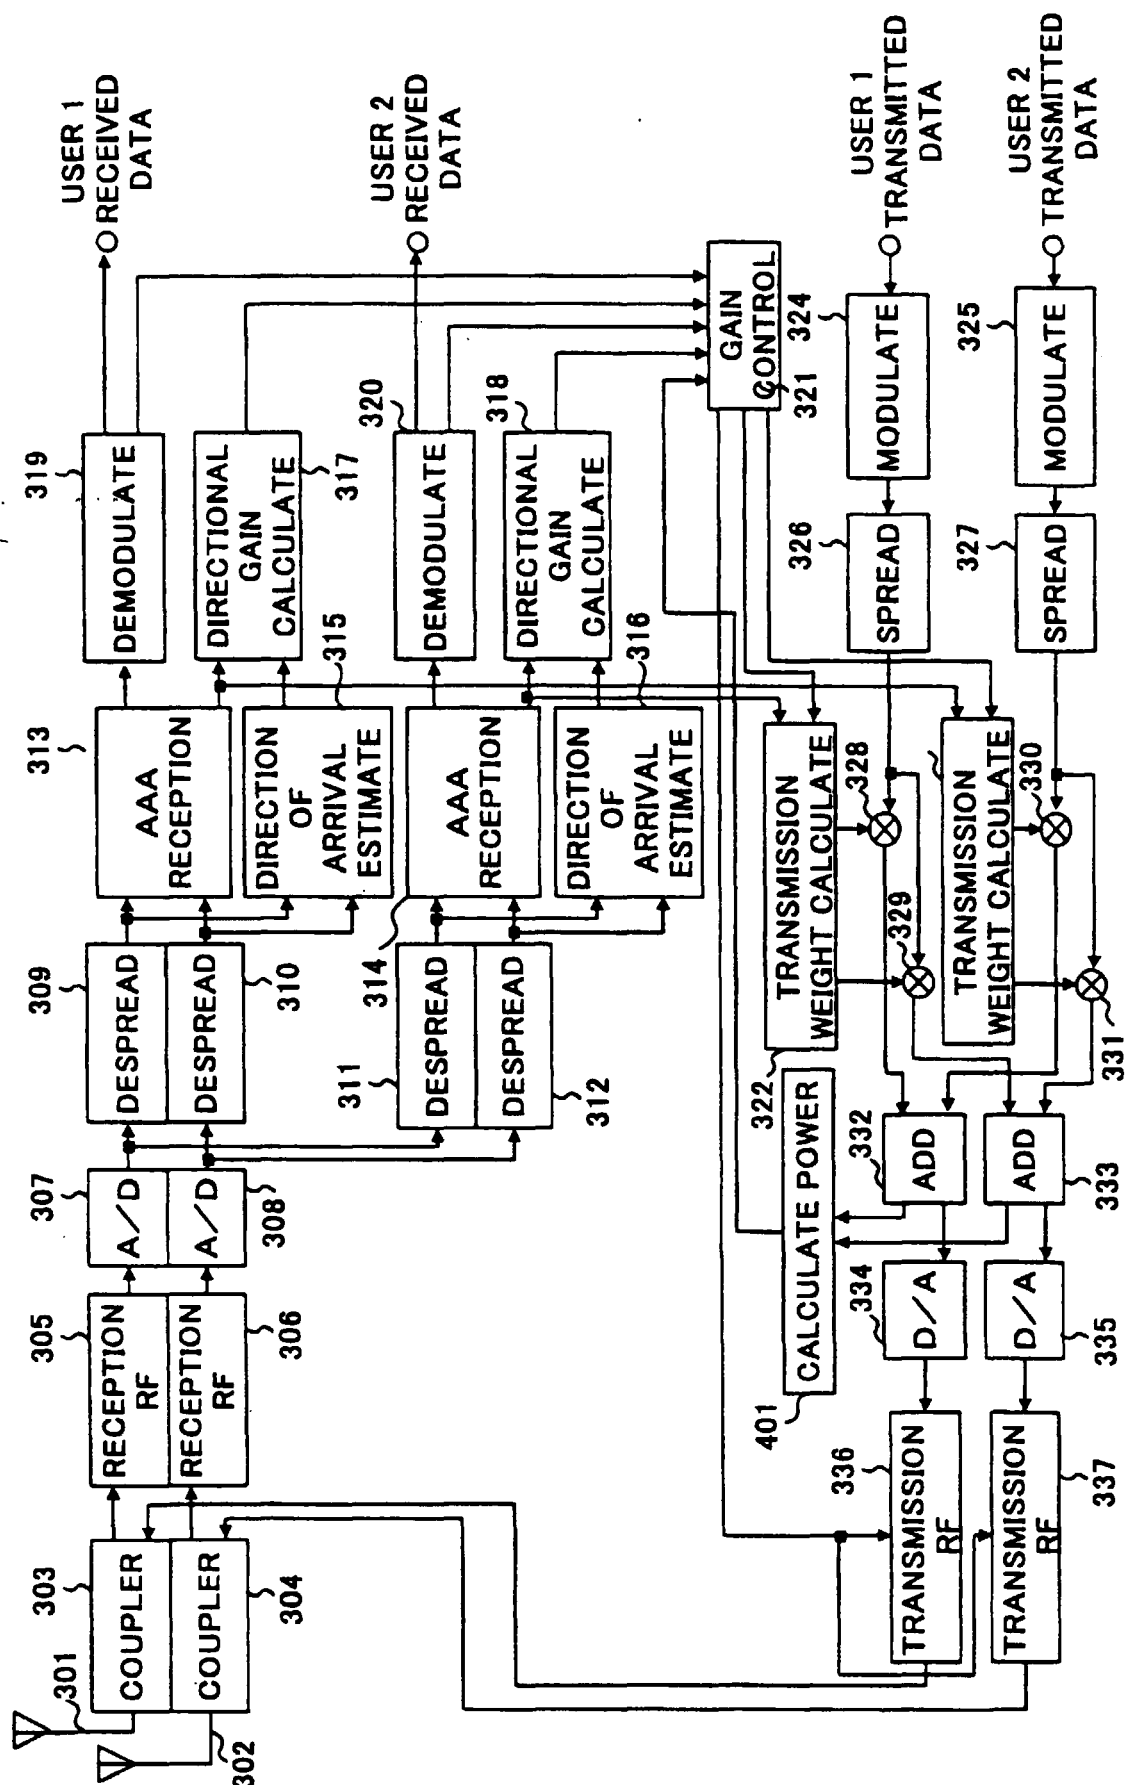 301
302
303
COUPLER
COUPLER
304
305
RECEPTION
RF
RECEPTION
RF
306
307
A/D
A/D
308
309
DESPREAD
DESPREAD
310
311
DESPREAD
DESPREAD
312
313
AAA
RECEPTION
DIRECTION
OF
ARRIVAL
ESTIMATE
315
314
AAA
RECEPTION
DIRECTION
OF
ARRIVAL
ESTIMATE
316
319
DEMODULATE
DIRECTIONAL
GAIN
CALCULATE
317
320
DEMODULATE
318
DIRECTIONAL
GAIN
CALCULATE
USER 1
RECEIVED
DATA
USER 2
RECEIVED
DATA
GAIN
CONTROL
321
USER 1
TRANSMITTED
DATA
USER 2
TRANSMITTED
DATA
324
MODULATE
325
MODULATE
326
SPREAD
327
SPREAD
322
TRANSMISSION
WEIGHT CALCULATE
328
329
TRANSMISSION
WEIGHT CALCULATE
330
331
401
CALCULATE POWER
332
ADD
ADD
333
334
D/A
D/A
335
336
TRANSMISSION
RF
TRANSMISSION
RF
337